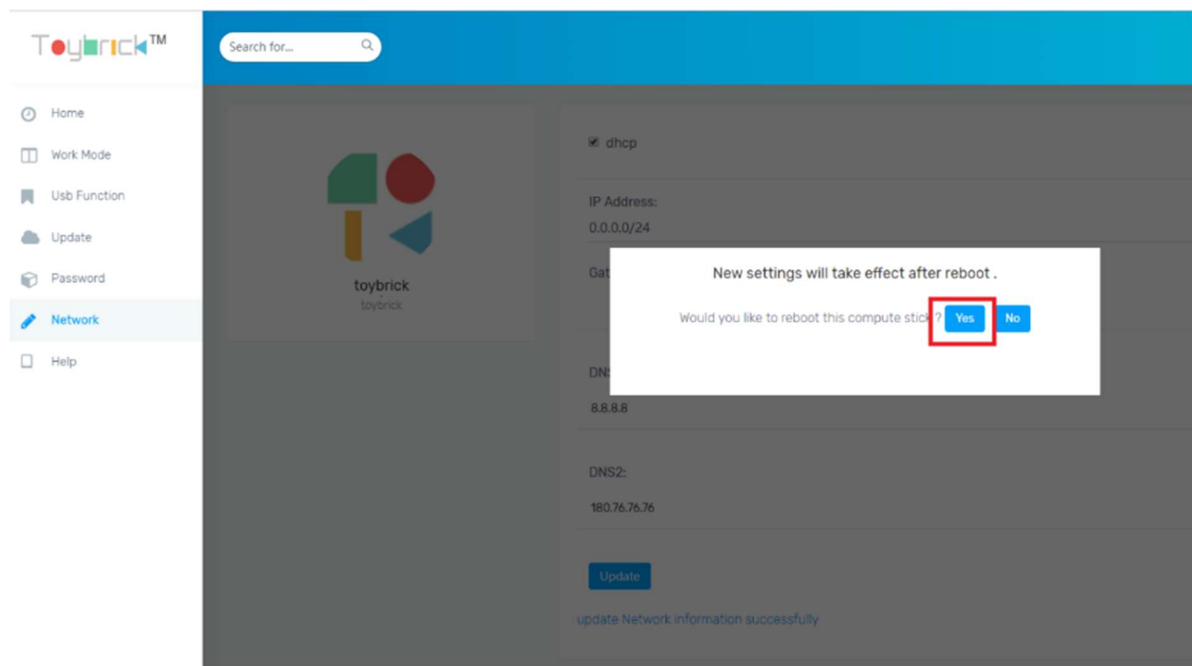 Toybrick™
Search for...
Home
Work Mode
Usb Function
Update
Password
Network
Help
toybrick
toybrick
dhcp
IP Address:
0.0.0.0/24
New settings will take effect after reboot .
Would you like to reboot this compute stick ? Yes No
8.8.8.8
DNS2:
180.76.76.76
Update
update Network information successfully